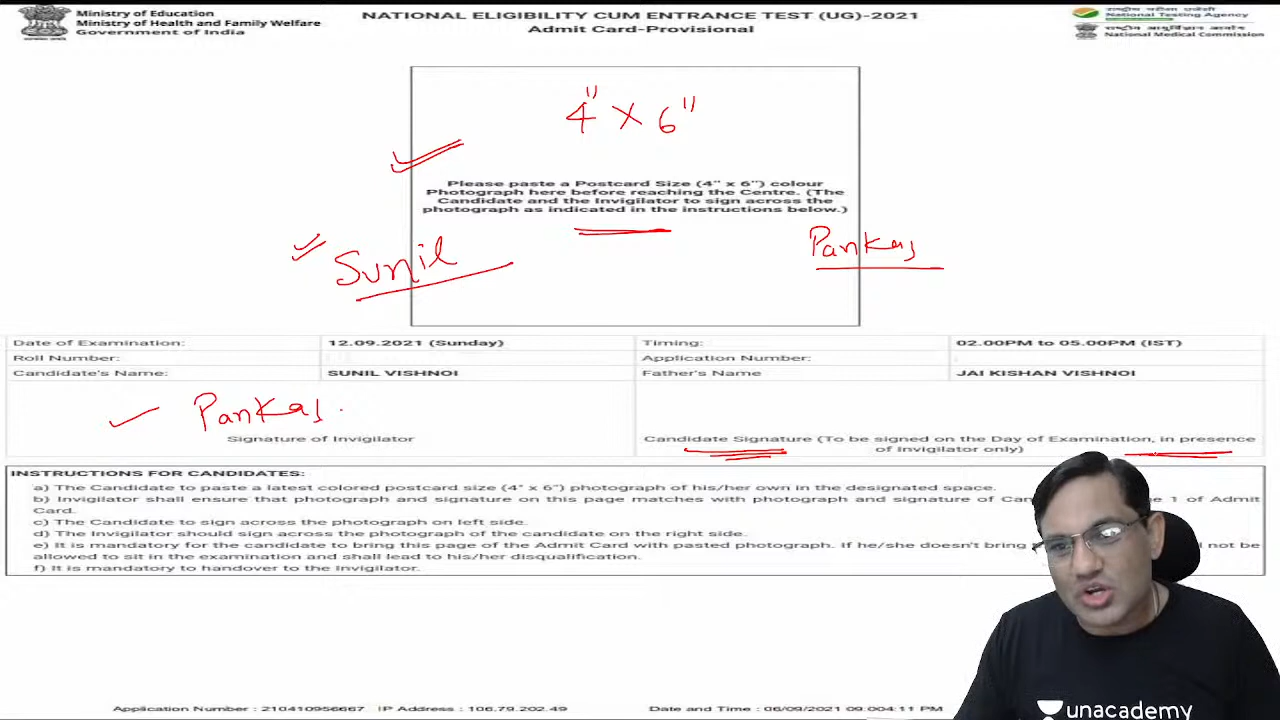 Ministry of Education
Ministry of Health and Family Welfare
Government of India
NATIONAL ELIGIBILITY CUM ENTRANCE TEST (UG)-2021
Admit Card-Provisional
राष्ट्रीय परीक्षा एजेंसी
National Testing Agency
राष्ट्रीय आयुर्विज्ञान आयोग
National Medical Commission
4" X 6"
Please paste a Postcard Size (4" x 6") colour
Photograph here before reaching the Centre. (The
Candidate and the Invigilator to sign across the
photograph as indicated in the instructions below.)
Sunil
Pankaj
Date of Examination: 12.09.2021 (Sunday) Timing: 02.00PM to 05.00PM (IST)
Roll Number: Application Number:
Candidate's Name: SUNIL VISHNOI Father's Name JAI KISHAN VISHNOI
Pankaj
Signature of Invigilator
Candidate Signature (To be signed on the Day of Examination, in presence
of Invigilator only)
INSTRUCTIONS FOR CANDIDATES:
a) The Candidate to paste a latest colored postcard size (4" x 6") photograph of his/her own in the designated space.
b) Invigilator shall ensure that photograph and signature on this page matches with photograph and signature of 1 of Admit
Card.
c) The Candidate to sign across the photograph on left side.
d) The Invigilator should sign across the photograph of the candidate on the right side.
e) It is mandatory for the candidate to bring this page of the Admit Card with pasted photograph. If he/she doesn't bring not be
allowed to sit in the examination and shall lead to his/her disqualification.
f) It is mandatory to handover to the Invigilator.
Application Number : 210410956667 IP Address : 106.79.202.49 Date and Time : 06/09/2021 09.004:11 PM
unacademy